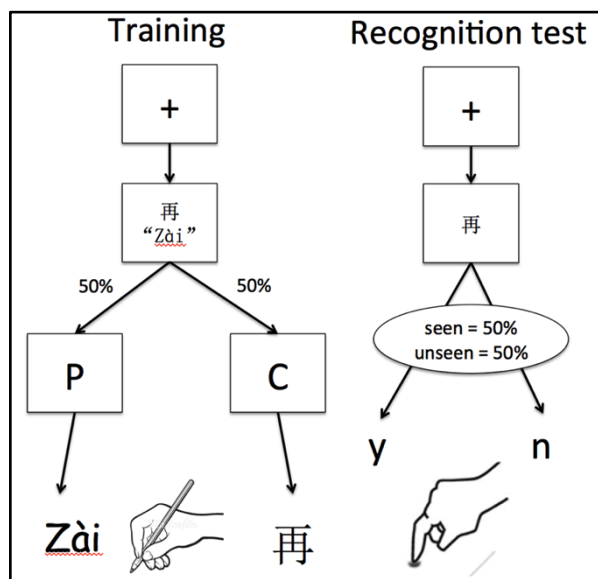 Training
Recognition test
+
+
再
“Zài”
再
50%
50%
seen = 50%
unseen = 50%
P
C
y
n
Zài
再